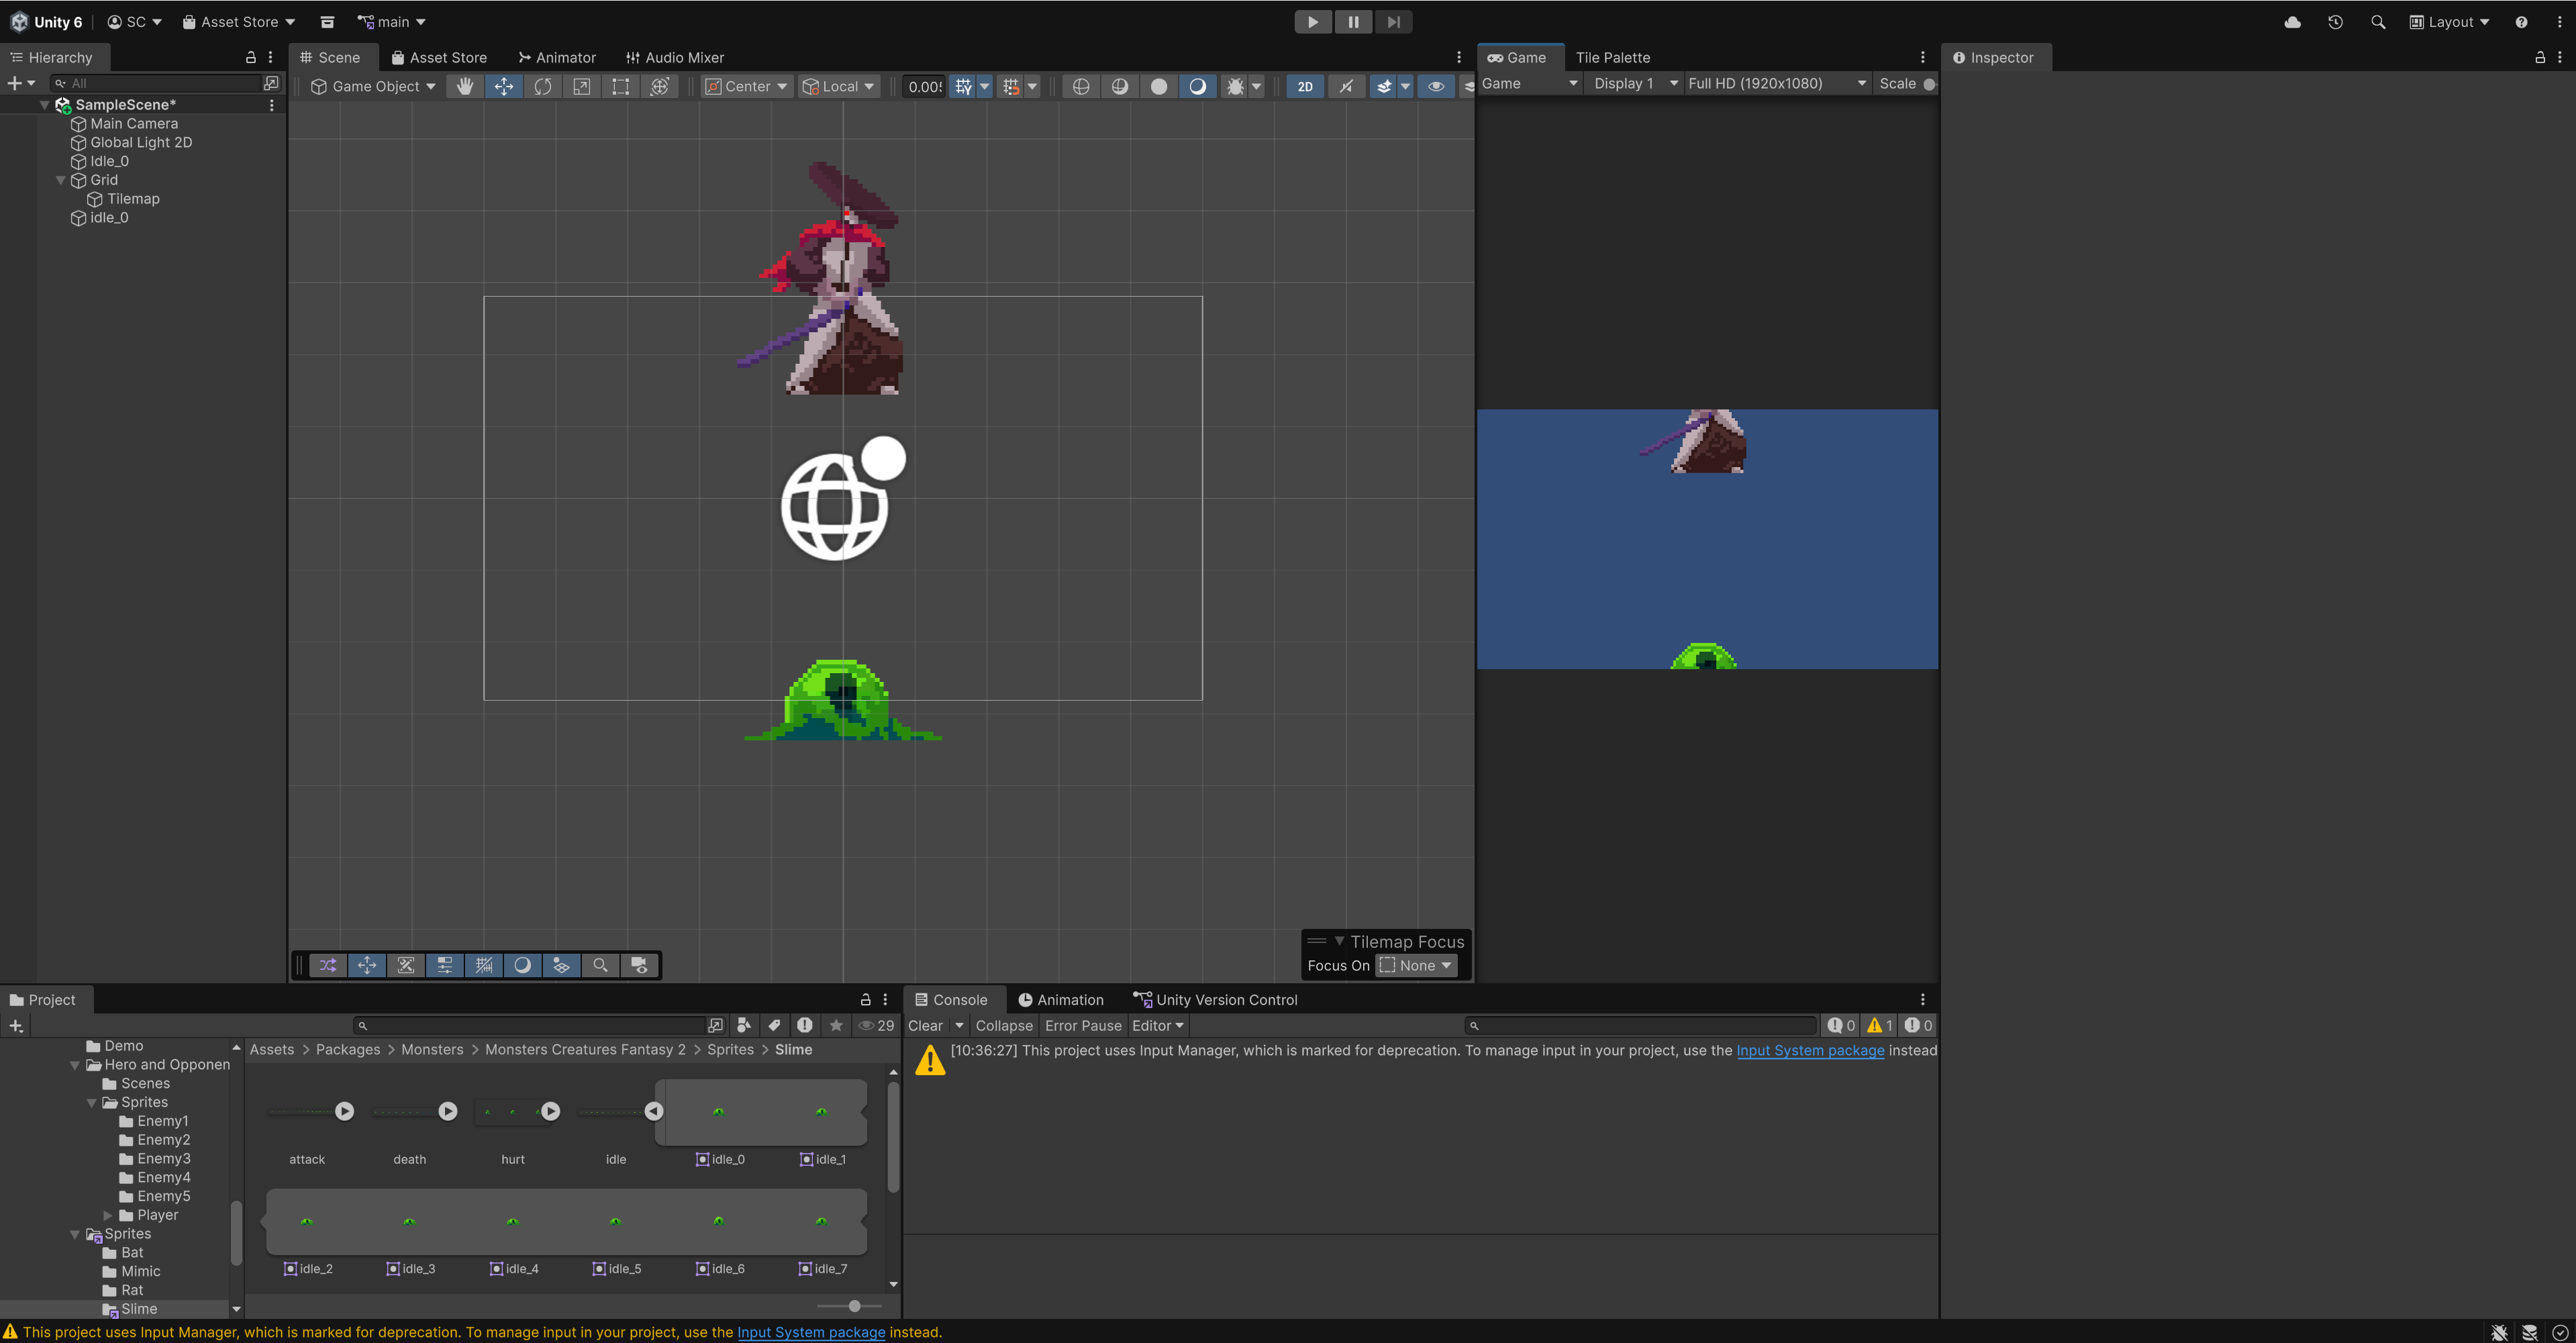 Unity 6 SC Asset Store main Layout
Hierarchy
All
SampleScene*
Main Camera
Global Light 2D
Idle_0
Grid
Tilemap
idle_0
Scene Asset Store Animator Audio Mixer
Game Object Center Local 0.005 2D
Tilemap Focus
Focus On None
Game Tile Palette
Game Display 1 Full HD (1920x1080) Scale
Inspector
Project
29
Demo
Hero and Opponen
Scenes
Sprites
Enemy1
Enemy2
Enemy3
Enemy4
Enemy5
Player
Sprites
Bat
Mimic
Rat
Slime
Assets > Packages > Monsters > Monsters Creatures Fantasy 2 > Sprites > Slime
attack death hurt idle idle_0 idle_1
idle_2 idle_3 idle_4 idle_5 idle_6 idle_7
Console Animation Unity Version Control
Clear Collapse Error Pause Editor 0 1 0
[10:36:27] This project uses Input Manager, which is marked for deprecation. To manage input in your project, use the Input System package instead
This project uses Input Manager, which is marked for deprecation. To manage input in your project, use the Input System package instead.